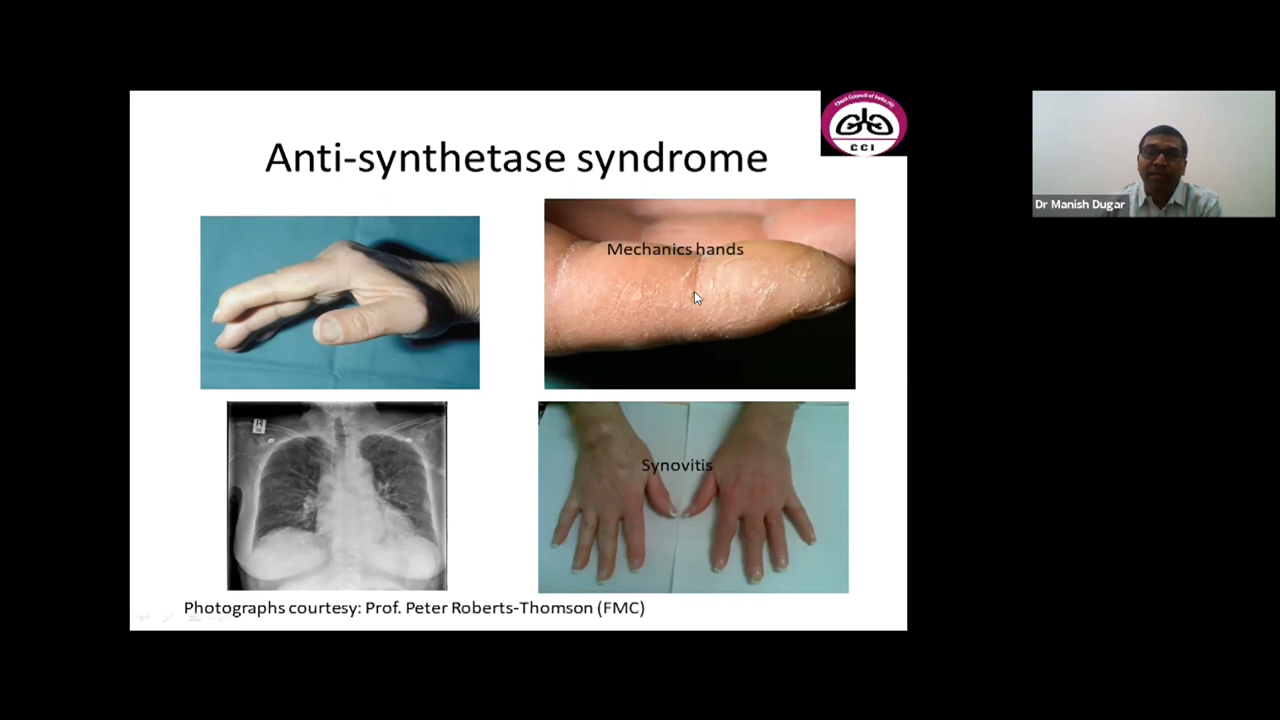 Anti-synthetase syndrome
CCI
Mechanics hands
R
Synovitis
Photographs courtesy: Prof. Peter Roberts-Thomson (FMC)
Dr Manish Dugar